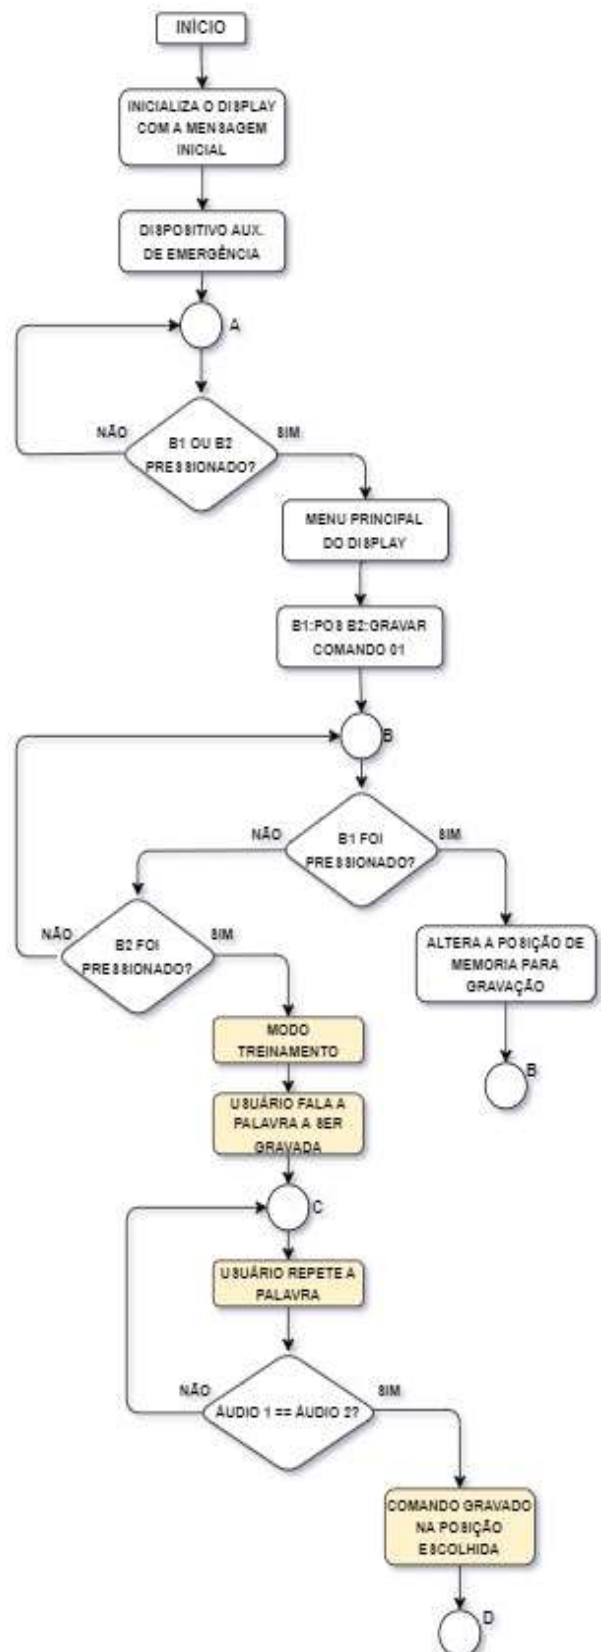 INÍCIO
INICIALIZA O DISPLAY
COM A MENSAGEM
INICIAL
DISPOSITIVO AUX.
DE EMERGÊNCIA
A
NÃO
SIM
B1 OU B2
PRESSIONADO?
MENU PRINCIPAL
DO DISPLAY
B1:POS B2:GRAVAR
COMANDO 01
B
NÃO
SIM
B1 FOI
PRESSIONADO?
NÃO
SIM
B2 FOI
PRESSIONADO?
ALTERA A POSIÇÃO DE
MEMORIA PARA
GRAVAÇÃO
MODO
TREINAMENTO
B
USUÁRIO FALA A
PALAVRA A SER
GRAVADA
C
USUÁRIO REPETE A
PALAVRA
NÃO
SIM
ÁUDIO 1 == ÁUDIO 2?
COMANDO GRAVADO
NA POSIÇÃO
ESCOLHIDA
D